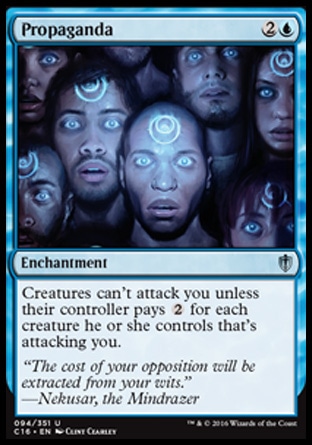 Propaganda 2
Enchantment
Creatures can't attack you unless
their controller pays 2 for each
creature he or she controls that's
attacking you.
"The cost of your opposition will be
extracted from your wits."
—Nekusar, the Mindrazer
094/351 U
C16 • EN Clint Cearley
™ & © 2016 Wizards of the Coast